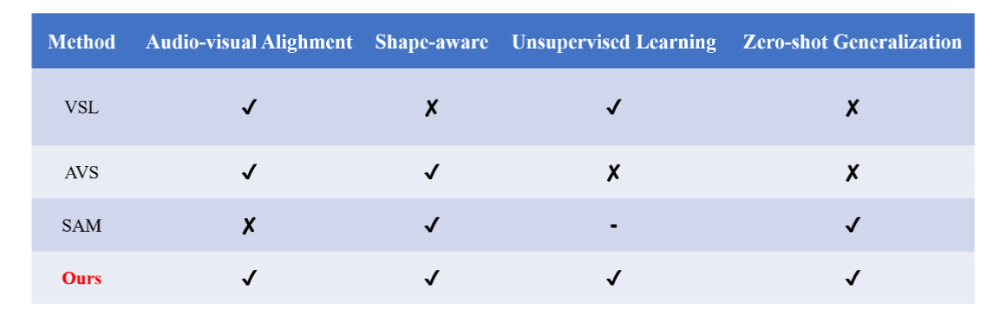 Method Audio-visual Alighment Shape-aware Unsupervised Learning Zero-shot Generalization
VSL ✓ ✗ ✓ ✗
AVS ✓ ✓ ✗ ✗
SAM ✗ ✓ - ✓
Ours ✓ ✓ ✓ ✓